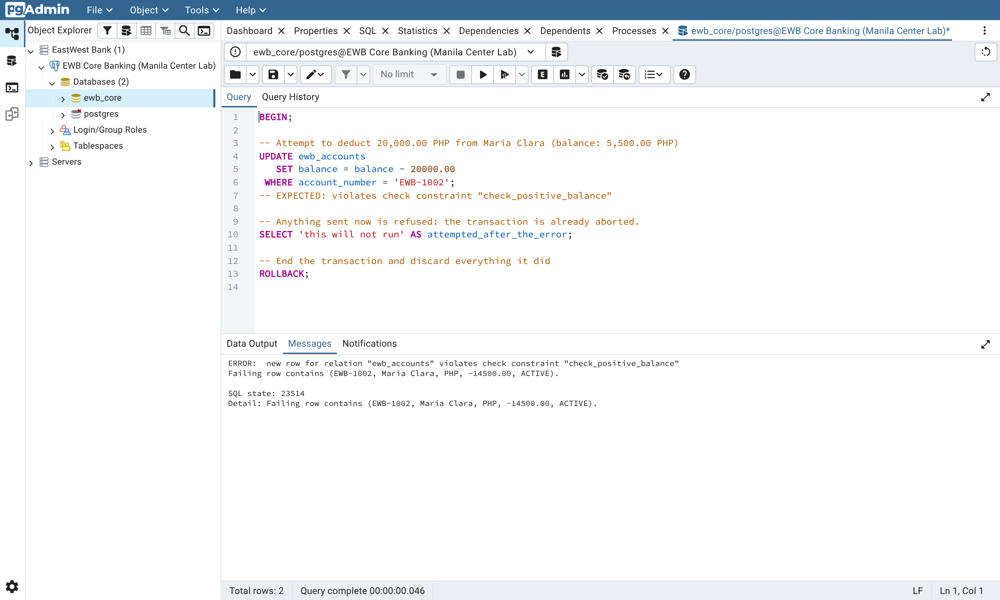 pgAdmin File Object Tools Help
Object Explorer
Dashboard Properties SQL Statistics Dependencies Dependents Processes ewb_core/postgres@EWB Core Banking (Manila Center Lab)*
EastWest Bank (1)
EWB Core Banking (Manila Center Lab)
Databases (2)
ewb_core
postgres
Login/Group Roles
Tablespaces
Servers
ewb_core/postgres@EWB Core Banking (Manila Center Lab)
No limit
E
Query Query History
1 BEGIN;
2
3 -- Attempt to deduct 20,000.00 PHP from Maria Clara (balance: 5,500.00 PHP)
4 UPDATE ewb_accounts
5 SET balance = balance - 20000.00
6 WHERE account_number = 'EWB-1002';
7 -- EXPECTED: violates check constraint "check_positive_balance"
8
9 -- Anything sent now is refused: the transaction is already aborted.
10 SELECT 'this will not run' AS attempted_after_the_error;
11
12 -- End the transaction and discard everything it did
13 ROLLBACK;
14
Data Output Messages Notifications
ERROR:  new row for relation "ewb_accounts" violates check constraint "check_positive_balance"
Failing row contains (EWB-1002, Maria Clara, PHP, -14500.00, ACTIVE).
SQL state: 23514
Detail: Failing row contains (EWB-1002, Maria Clara, PHP, -14500.00, ACTIVE).
Total rows: 2 Query complete 00:00:00.046 LF Ln 1, Col 1